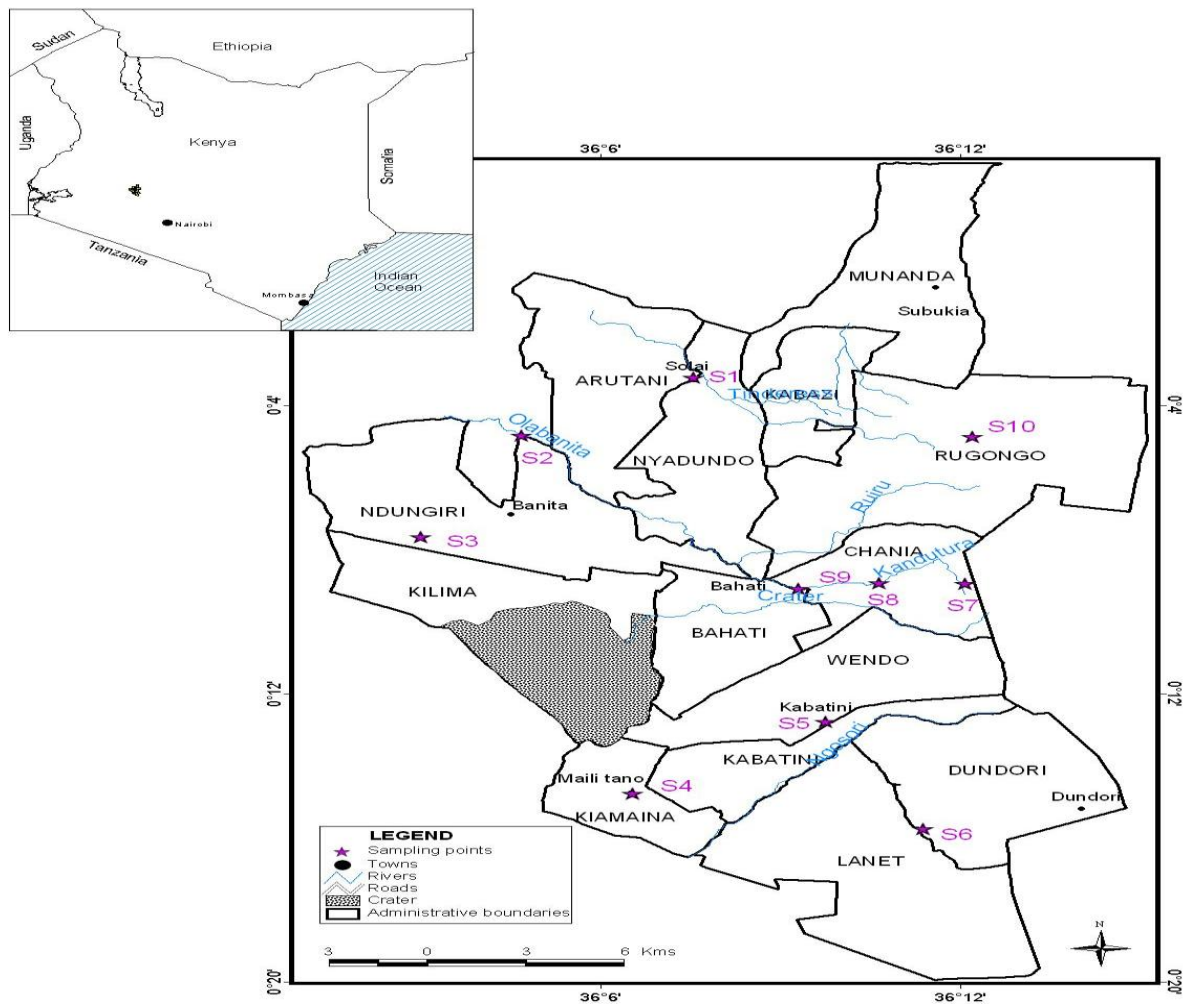 Sudan
Ethiopia
Uganda
Kenya
Somalia
Nairobi
Tanzania
Indian
Ocean
Mombasa
36°6'
36°12'
MUNANDA
Subukia
Solai
S1
ARUTANI
KABAZI
0°4'
0°4'
Olabanita
S2
S10
RUGONGO
NYADUNDO
Ruiru
NDUNGIRI
Banita
S3
CHANIA
Kandutura
KILIMA
Bahati
S9
Crater
S8
S7
BAHATI
WENDO
0°12'
0°12'
Kabatini
S5
KABATINI
DUNDORI
Maili tano
S4
Dundori
KIAMAINA
S6
LANET
LEGEND
Sampling points
Towns
Rivers
Roads
Crater
Administrative boundaries
3 0 3 6 Kms
N
0°20'
0°20'
36°6'
36°12'